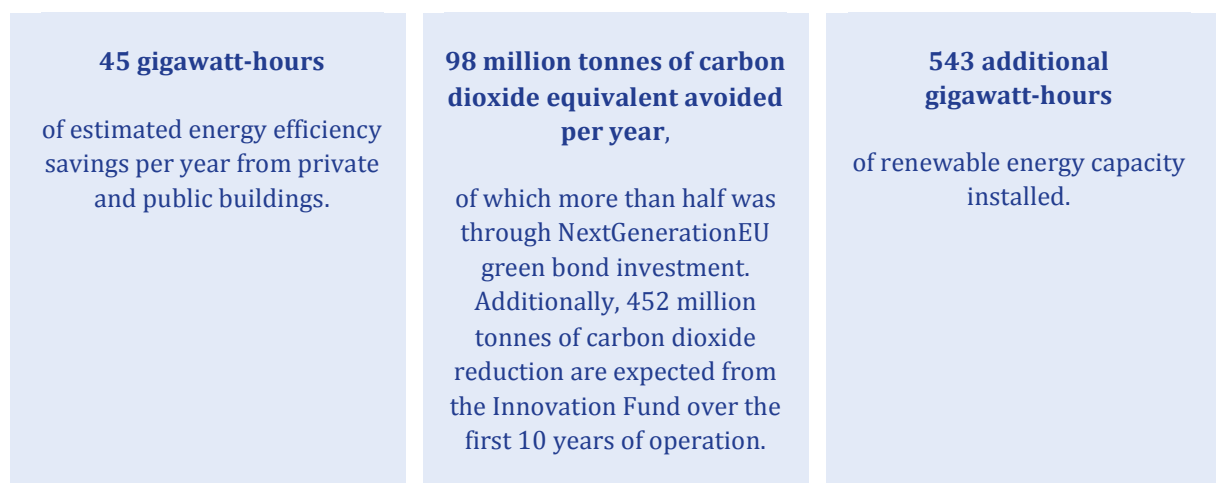 45 gigawatt-hours
of estimated energy efficiency
savings per year from private
and public buildings.
98 million tonnes of carbon
dioxide equivalent avoided
per year,
of which more than half was
through NextGenerationEU
green bond investment.
Additionally, 452 million
tonnes of carbon dioxide
reduction are expected from
the Innovation Fund over the
first 10 years of operation.
543 additional
gigawatt-hours
of renewable energy capacity
installed.